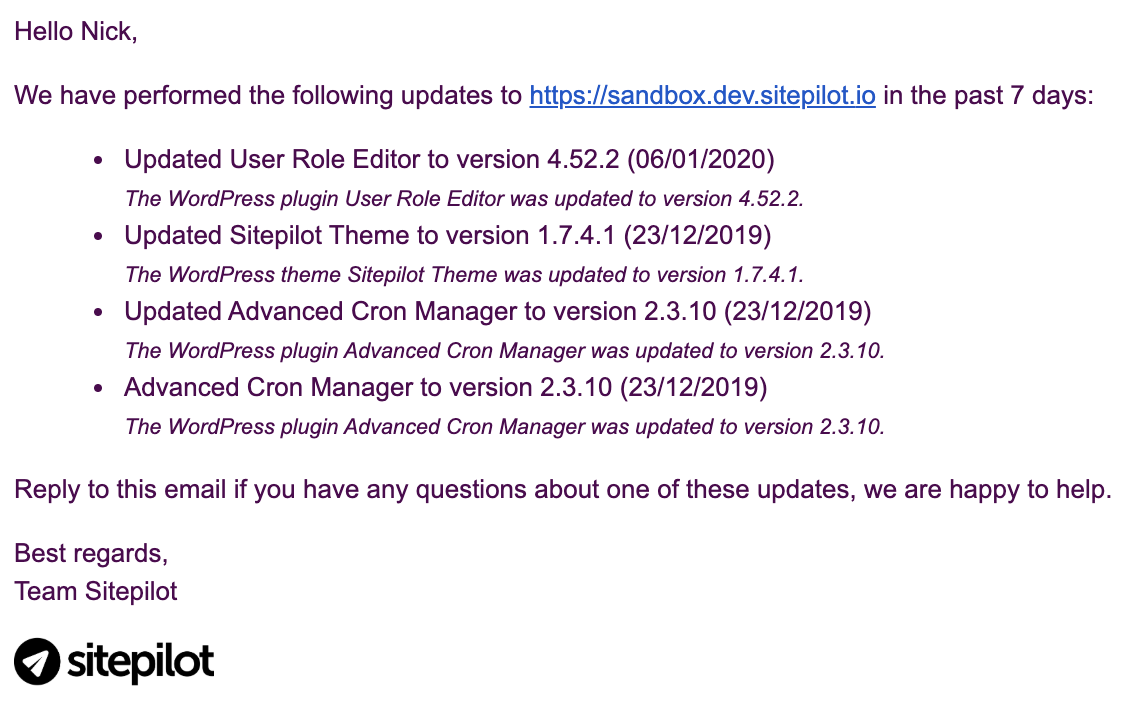 Hello Nick,
We have performed the following updates to https://sandbox.dev.sitepilot.io in the past 7 days:
• Updated User Role Editor to version 4.52.2 (06/01/2020)
The WordPress plugin User Role Editor was updated to version 4.52.2.
• Updated Sitepilot Theme to version 1.7.4.1 (23/12/2019)
The WordPress theme Sitepilot Theme was updated to version 1.7.4.1.
• Updated Advanced Cron Manager to version 2.3.10 (23/12/2019)
The WordPress plugin Advanced Cron Manager was updated to version 2.3.10.
• Advanced Cron Manager to version 2.3.10 (23/12/2019)
The WordPress plugin Advanced Cron Manager was updated to version 2.3.10.
Reply to this email if you have any questions about one of these updates, we are happy to help.
Best regards,
Team Sitepilot
sitepilot